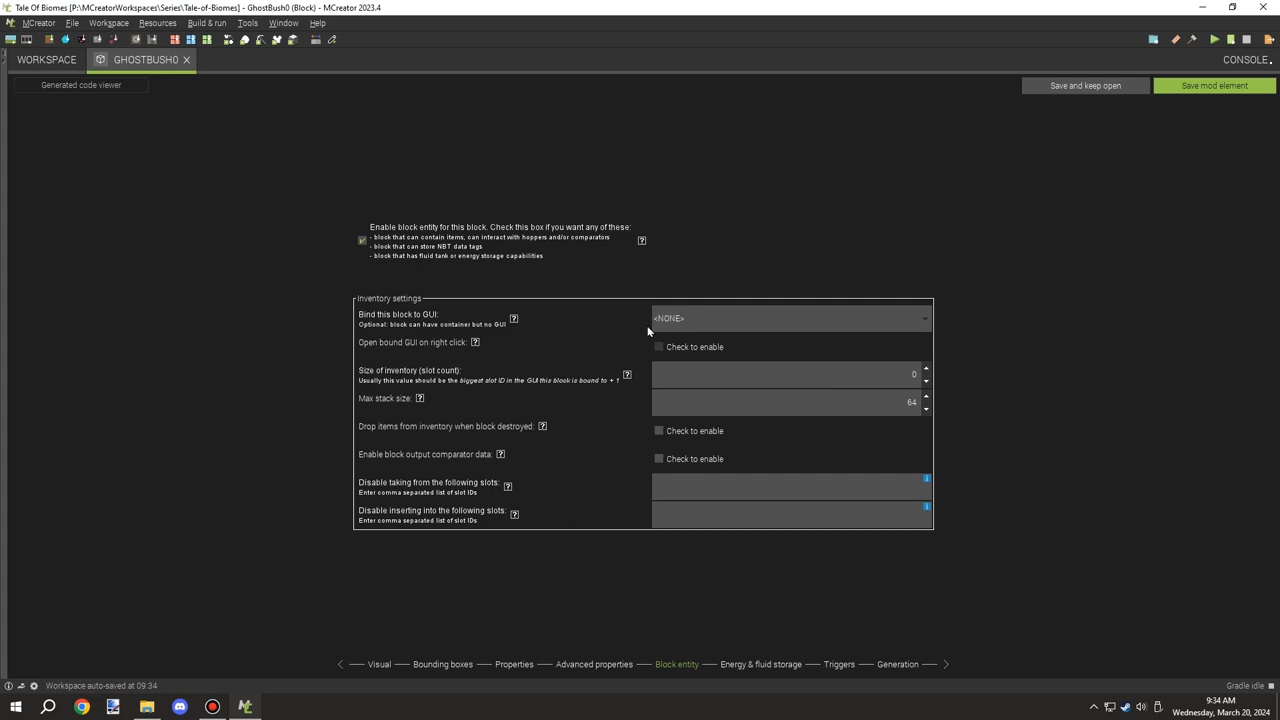 Tale Of Biomes [P:\MCreatorWorkspaces\Series\Tale-of-Biomes] - GhostBush0 (Block) - MCreator 2023.4
MCreator File Workspace Resources Build & run Tools Window Help
WORKSPACE GHOSTBUSH0 CONSOLE
Generated code viewer Save and keep open Save mod element
Enable block entity for this block. Check this box if you want any of these:
- block that can contain items, can interact with hoppers and/or comparators
- block that can store NBT data tags
- block that has fluid tank or energy storage capabilities
Inventory settings
Bind this block to GUI: <NONE>
Optional: block can have container but no GUI
Open bound GUI on right click: Check to enable
Size of inventory (slot count): 0
Usually this value should be the biggest slot ID in the GUI this block is bound to + 1
Max stack size: 64
Drop items from inventory when block destroyed: Check to enable
Enable block output comparator data: Check to enable
Disable taking from the following slots:
Enter comma separated list of slot IDs
Disable inserting into the following slots:
Enter comma separated list of slot IDs
Visual Bounding boxes Properties Advanced properties Block entity Energy & fluid storage Triggers Generation
Workspace auto-saved at 09:34 Gradle idle
9:34 AM
Wednesday, March 20, 2024